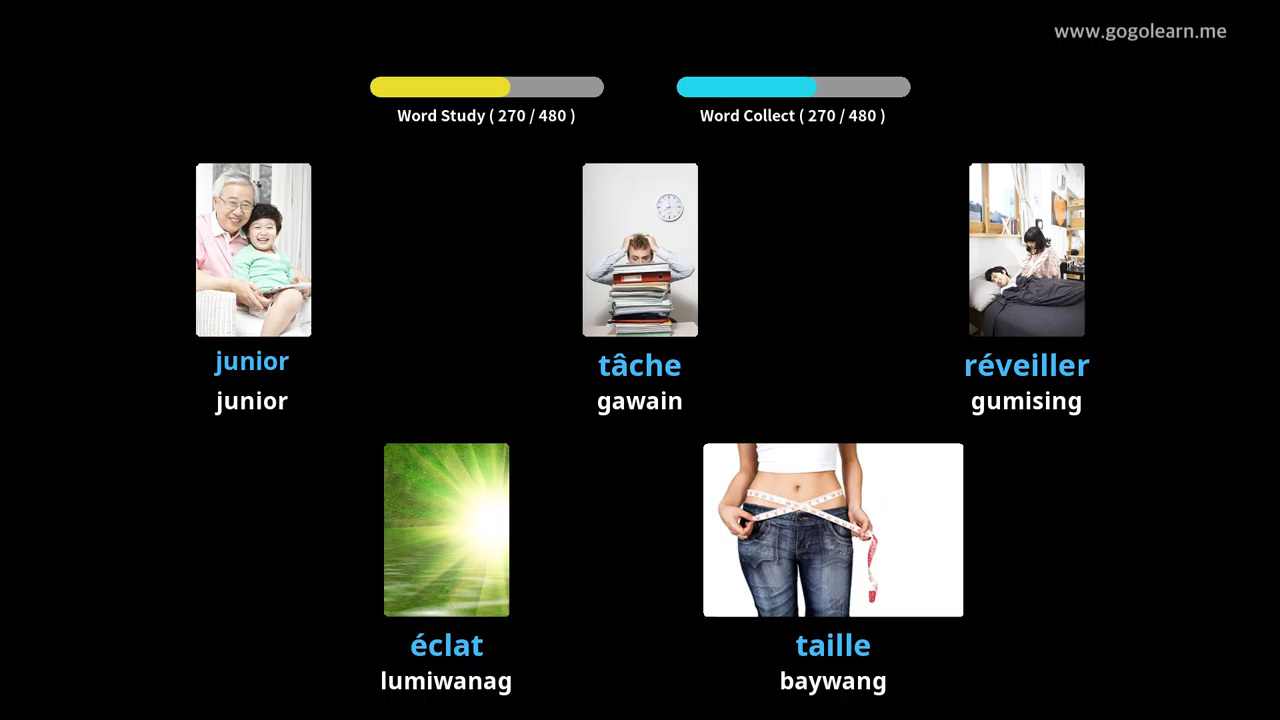 www.gogolearn.me
Word Study ( 270 / 480 )
Word Collect ( 270 / 480 )
junior
junior
tâche
gawain
réveiller
gumising
éclat
lumiwanag
taille
baywang